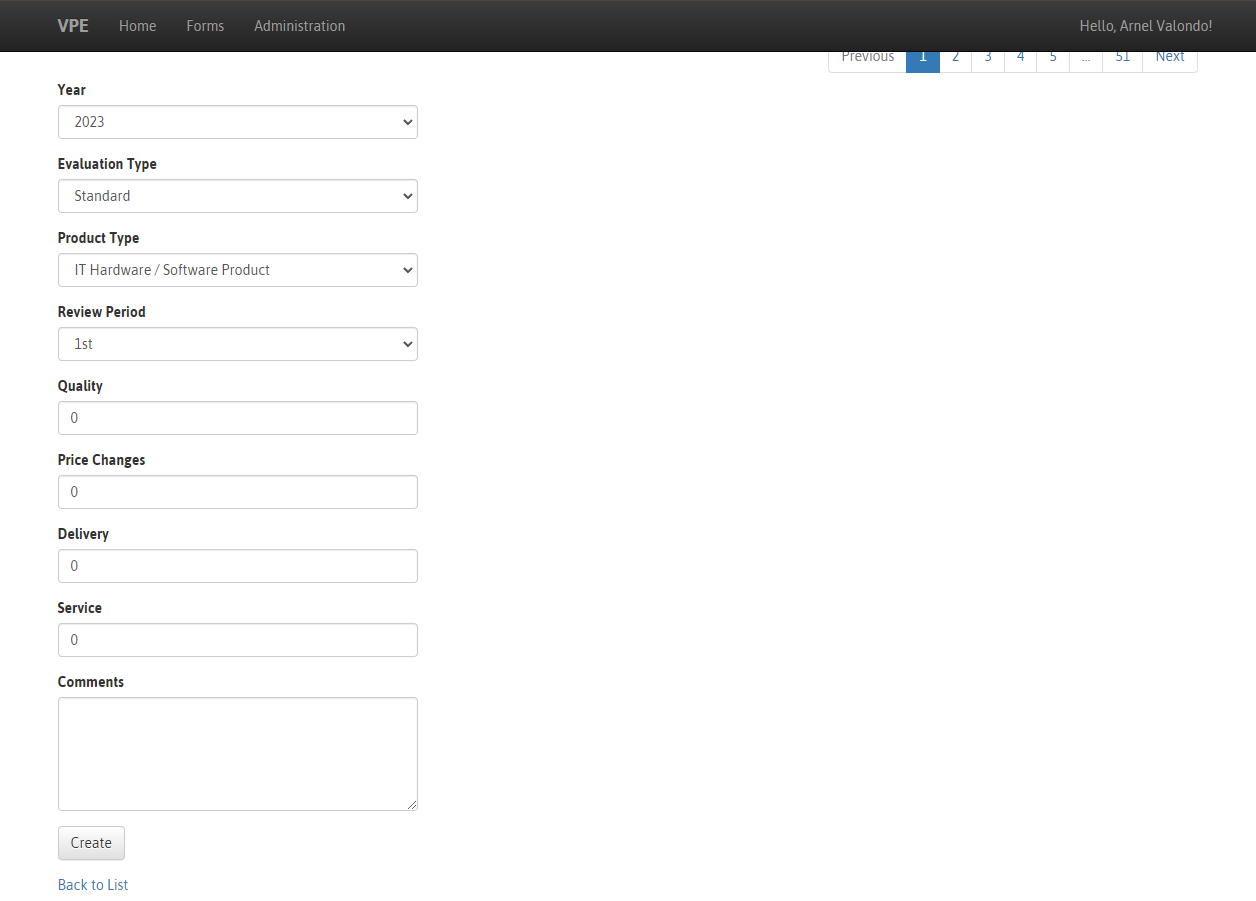 VPE Home Forms Administration Hello, Arnel Valondo!
Previous 1 2 3 4 5 ... 51 Next
Year
2023
Evaluation Type
Standard
Product Type
IT Hardware / Software Product
Review Period
1st
Quality
0
Price Changes
0
Delivery
0
Service
0
Comments
Create
Back to List